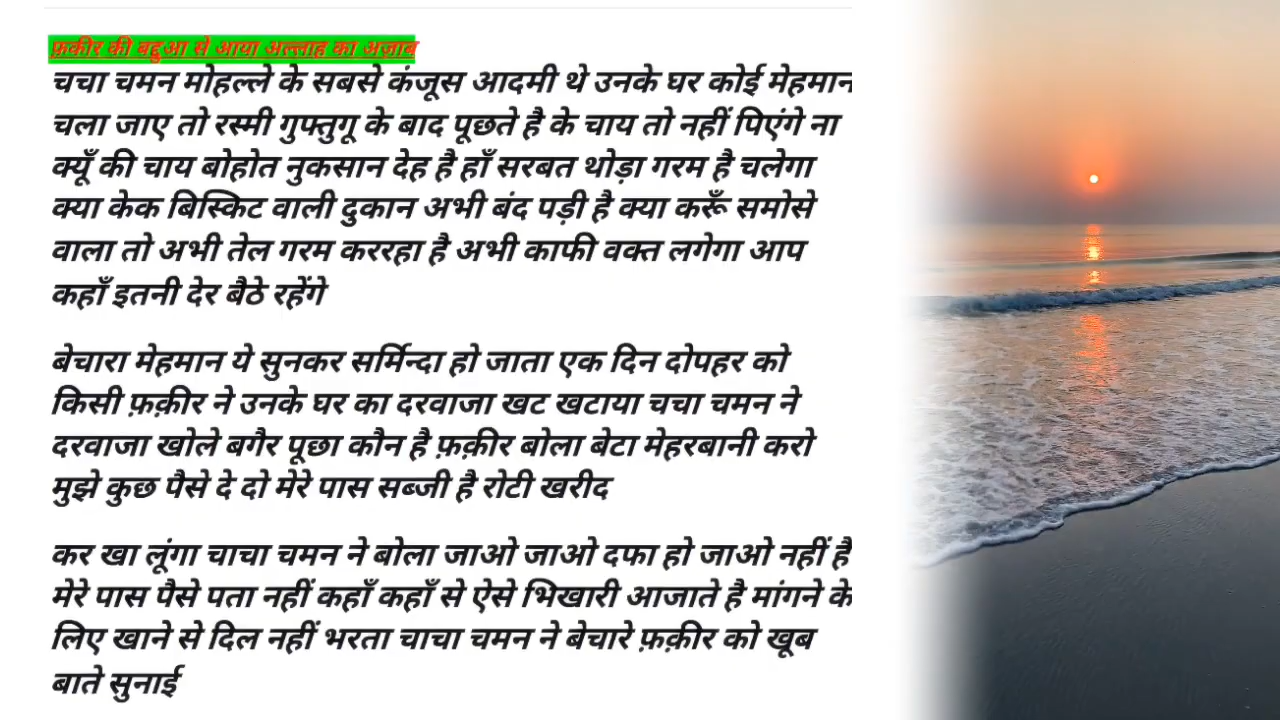 फ़कीर की बद्दुआ से आया अल्लाह का अज़ाब
चचा चमन मोहल्ले के सबसे कंजूस आदमी थे उनके घर कोई मेहमान
चला जाए तो रस्मी गुफ्तुगू के बाद पूछते है के चाय तो नहीं पिएंगे ना
क्यूँ की चाय बोहोत नुकसान देह है हाँ सरबत थोड़ा गरम है चलेगा
क्या केक बिस्किट वाली दुकान अभी बंद पड़ी है क्या करूँ समोसे
वाला तो अभी तेल गरम कररहा है अभी काफी वक्त लगेगा आप
कहाँ इतनी देर बैठे रहेंगे
बेचारा मेहमान ये सुनकर सर्मिन्दा हो जाता एक दिन दोपहर को
किसी फ़क़ीर ने उनके घर का दरवाजा खट खटाया चचा चमन ने
दरवाजा खोले बगैर पूछा कौन है फ़क़ीर बोला बेटा मेहरबानी करो
मुझे कुछ पैसे दे दो मेरे पास सब्जी है रोटी खरीद
कर खा लूंगा चाचा चमन ने बोला जाओ जाओ दफा हो जाओ नहीं है
मेरे पास पैसे पता नहीं कहाँ कहाँ से ऐसे भिखारी आजाते है मांगने के
लिए खाने से दिल नहीं भरता चाचा चमन ने बेचारे फ़क़ीर को खूब
बाते सुनाई